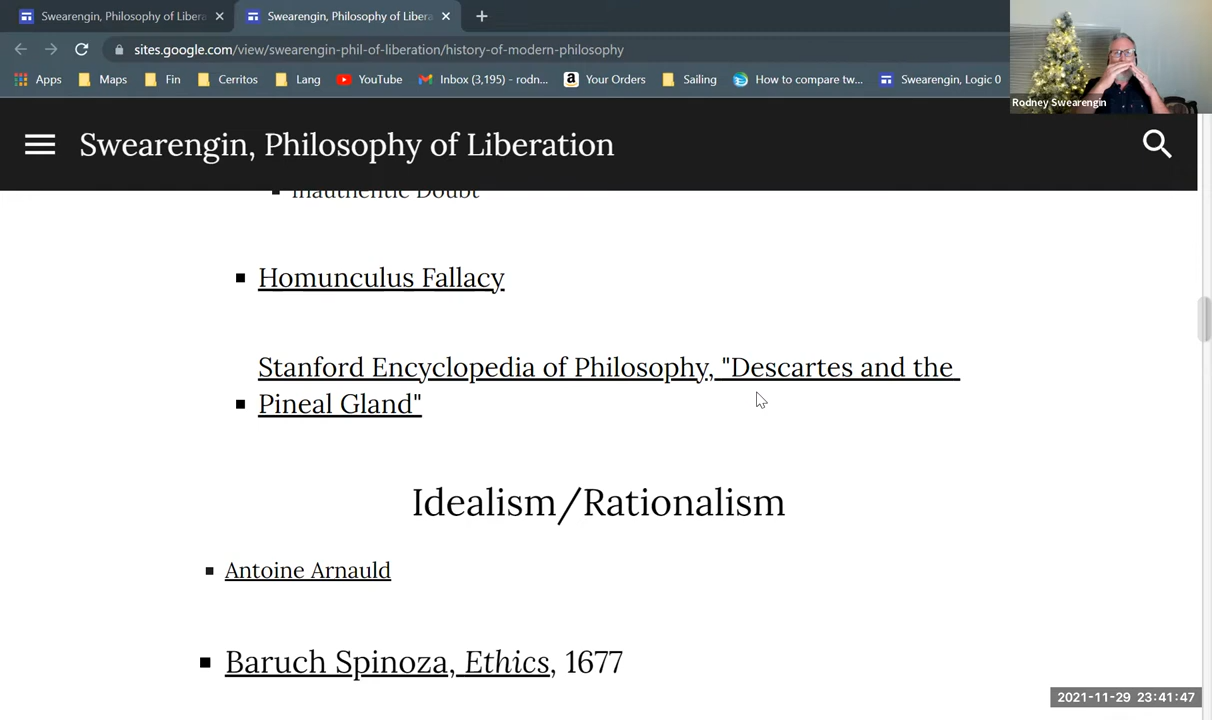 Swearengin, Philosophy of Libera
Swearengin, Philosophy of Libera
sites.google.com/view/swearengin-phil-of-liberation/history-of-modern-philosophy
Apps Maps Fin Cerritos Lang YouTube Inbox (3,195) - rodn... Your Orders Sailing How to compare tw... Swearengin, Logic 0
Rodney Swearengin
Swearengin, Philosophy of Liberation
Inauthentic Doubt
Homunculus Fallacy
Stanford Encyclopedia of Philosophy, "Descartes and the
Pineal Gland"
Idealism/Rationalism
Antoine Arnauld
Baruch Spinoza, Ethics, 1677
2021-11-29 23:41:47